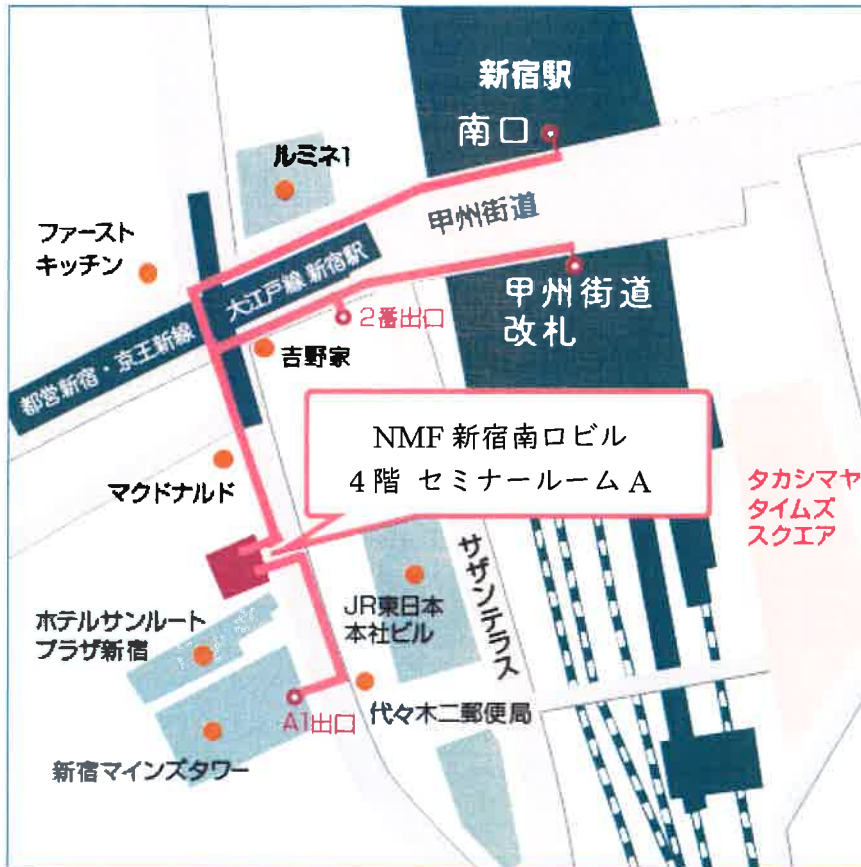 新宿駅
南口
ルミネ1
甲州街道
ファースト
キッチン
大江戸線 新宿駅
甲州街道
改札
2番出口
都営新宿・京王新線
吉野家
NMF 新宿南口ビル
4階 セミナールーム A
マクドナルド
タカシマヤ
タイムズ
スクエア
サザンテラス
JR東日本
本社ビル
ホテルサンルート
プラザ新宿
A1出口
代々木二郵便局
新宿マインズタワー